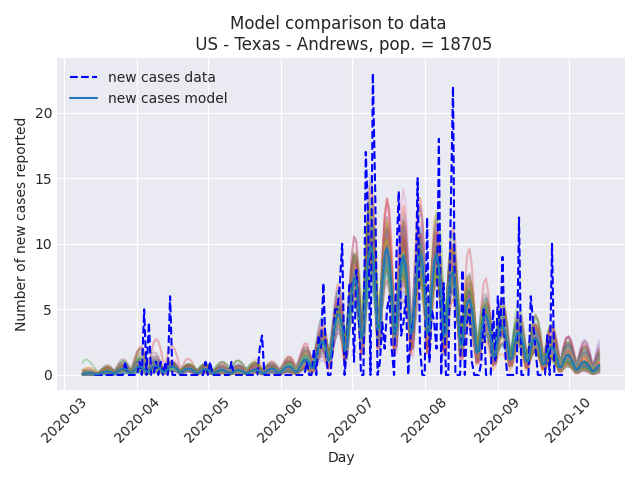 Model comparison to data
US - Texas - Andrews, pop. = 18705
new cases data
new cases model
Number of new cases reported
20
15
10
5
0
2020-03
2020-04
2020-05
2020-06
2020-07
2020-08
2020-09
2020-10
Day